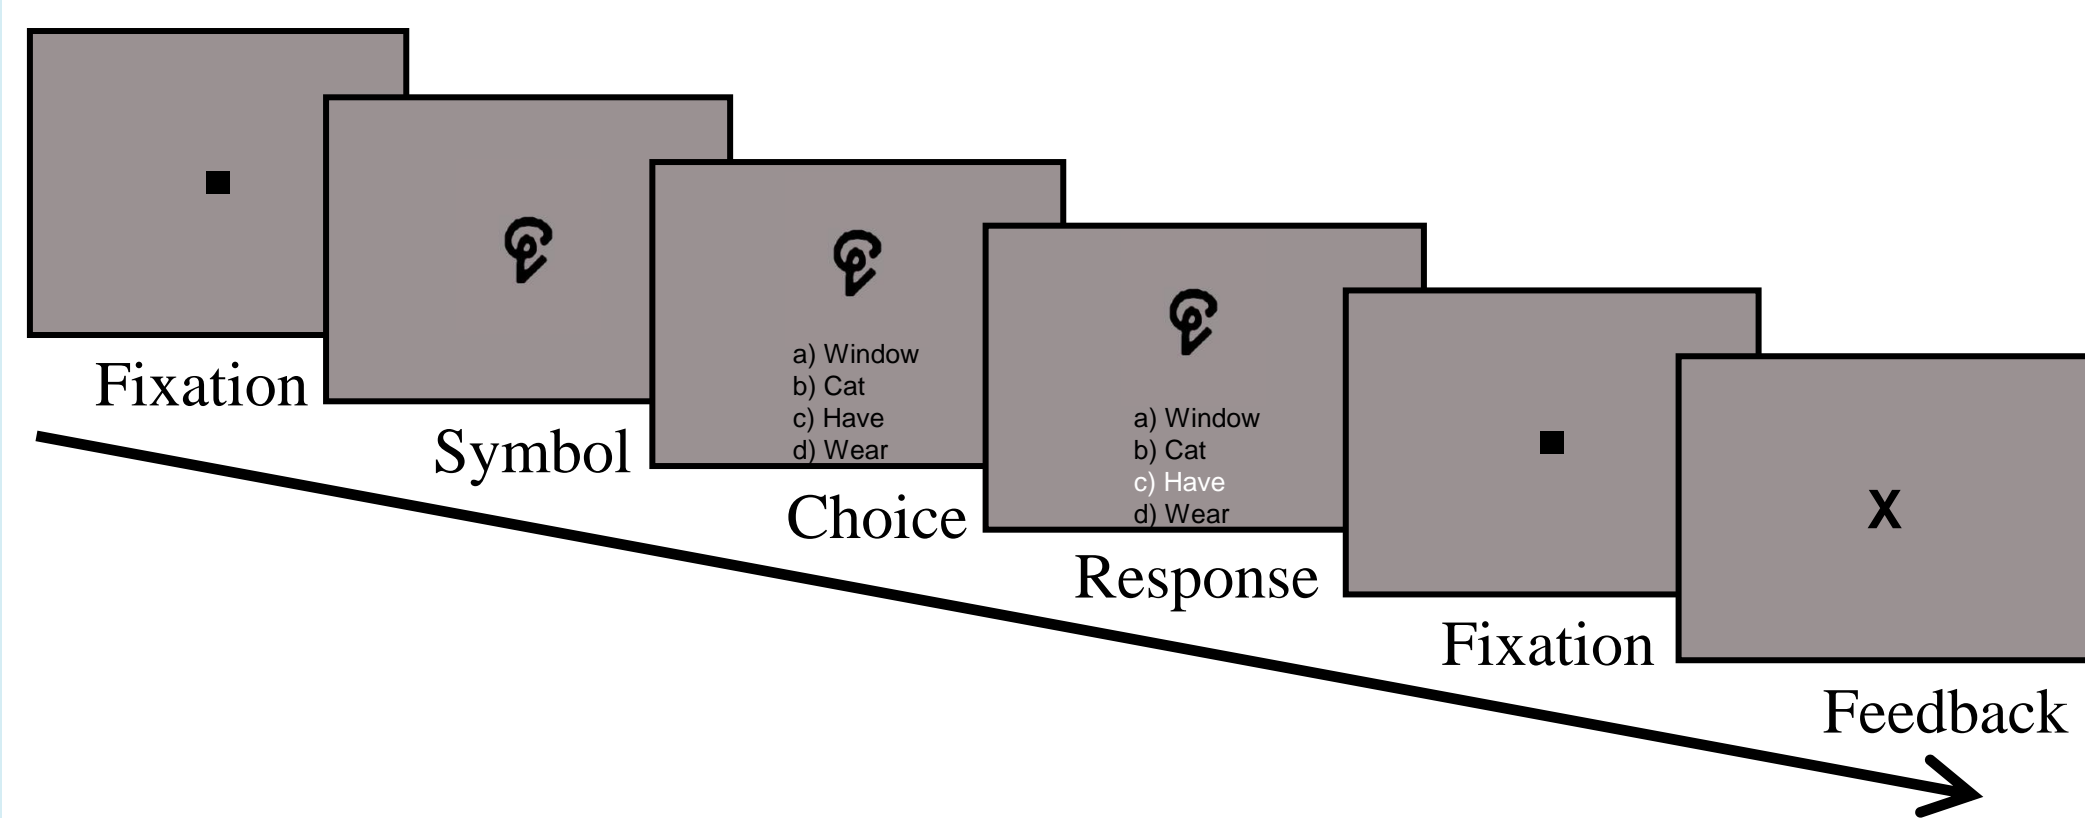 Fixation
Symbol
a) Window
b) Cat
c) Have
d) Wear
Choice
a) Window
b) Cat
c) Have
d) Wear
Response
Fixation
X
Feedback